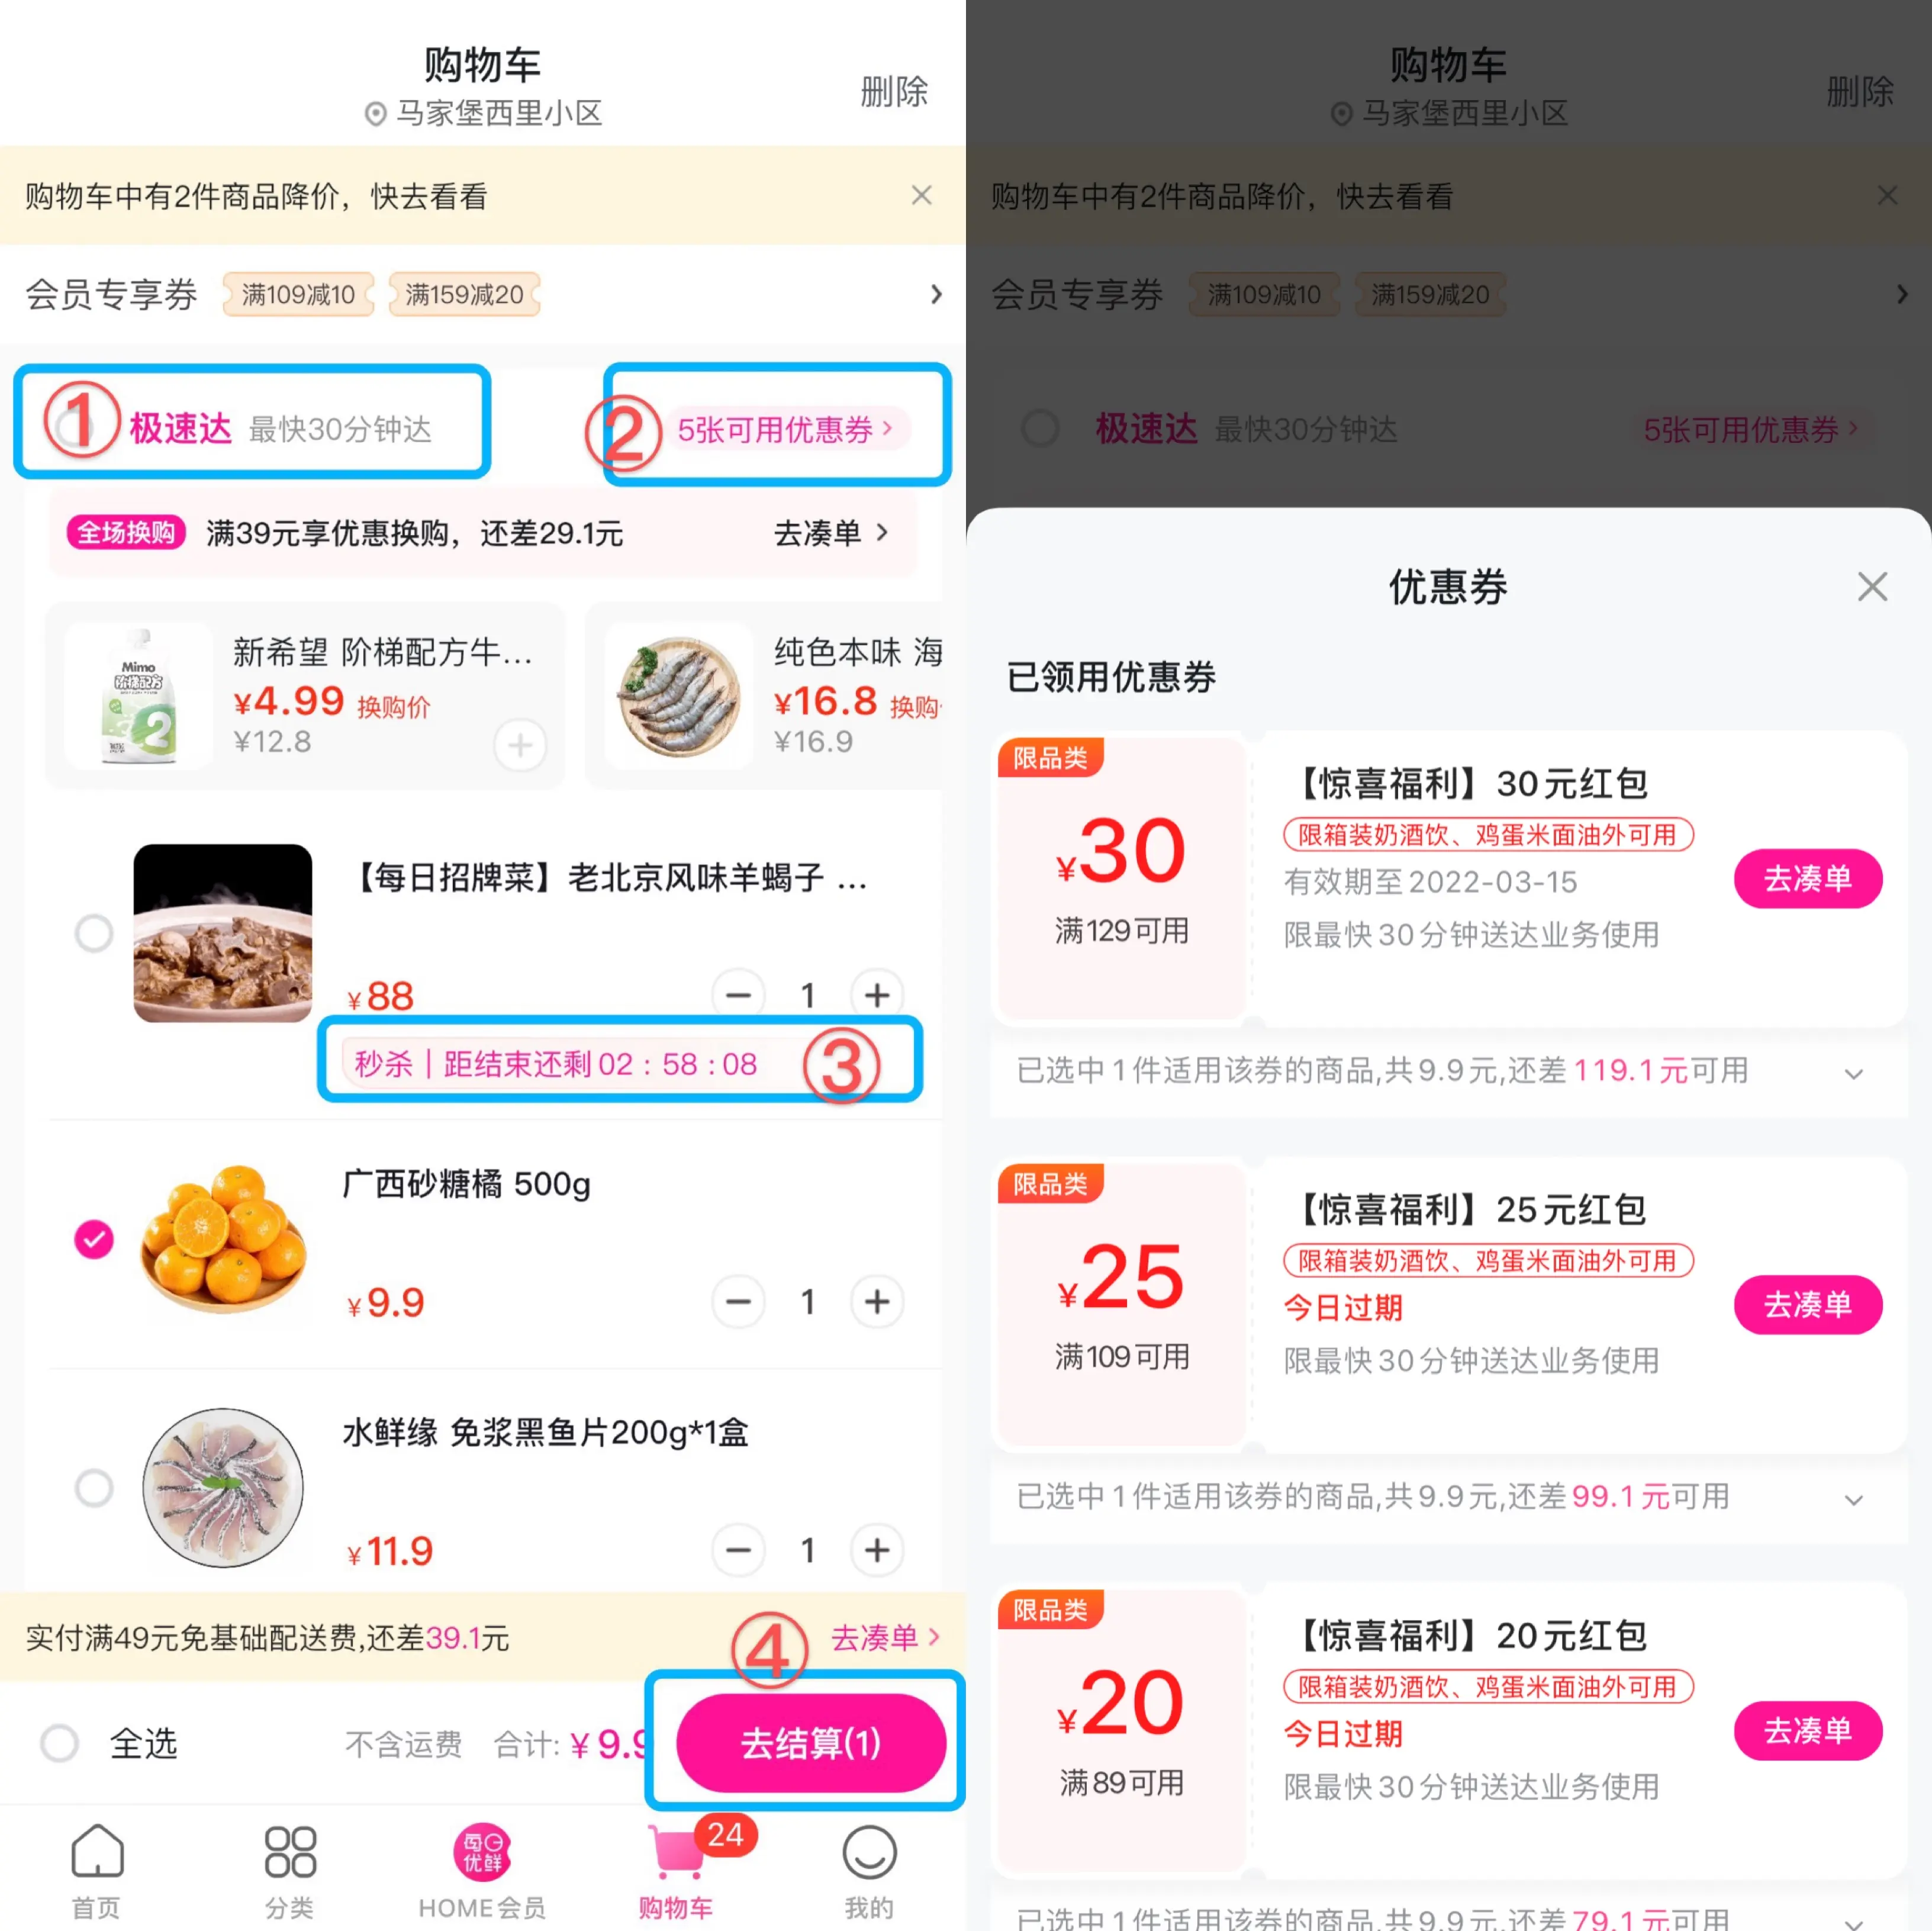 购物车
马家堡西里小区
删除
购物车中有2件商品降价，快去看看
会员专享券 满109减10 满159减20
① 极速达 最快30分钟达
② 5张可用优惠券
全场换购 满39元享优惠换购，还差29.1元 去凑单
Mimo
阶梯配方
2
新希望 阶梯配方牛...
¥4.99 换购价
¥12.8
纯色本味 海
¥16.8 换购
¥16.9
【每日招牌菜】老北京风味羊蝎子 ...
¥88
1
秒杀｜距结束还剩02:58:08 ③
广西砂糖橘 500g
¥9.9
1
水鲜缘 免浆黑鱼片200g*1盒
¥11.9
1
实付满49元免基础配送费,还差39.1元 ④ 去凑单
全选 不含运费 合计: ¥9.9 去结算(1)
每日
优鲜
24
首页 分类 HOME会员 购物车 我的
购物车
马家堡西里小区
删除
购物车中有2件商品降价，快去看看
会员专享券 满109减10 满159减20
极速达 最快30分钟达 5张可用优惠券
优惠券
已领用优惠券
限品类
¥30
满129可用
【惊喜福利】30元红包
限箱装奶酒饮、鸡蛋米面油外可用
有效期至2022-03-15
限最快30分钟送达业务使用
去凑单
已选中1件适用该券的商品,共9.9元,还差119.1元可用
限品类
¥25
满109可用
【惊喜福利】25元红包
限箱装奶酒饮、鸡蛋米面油外可用
今日过期
限最快30分钟送达业务使用
去凑单
已选中1件适用该券的商品,共9.9元,还差99.1元可用
限品类
¥20
满89可用
【惊喜福利】20元红包
限箱装奶酒饮、鸡蛋米面油外可用
今日过期
限最快30分钟送达业务使用
去凑单
已选中1件适用该券的商品,共9.9元,还差79.1元可用